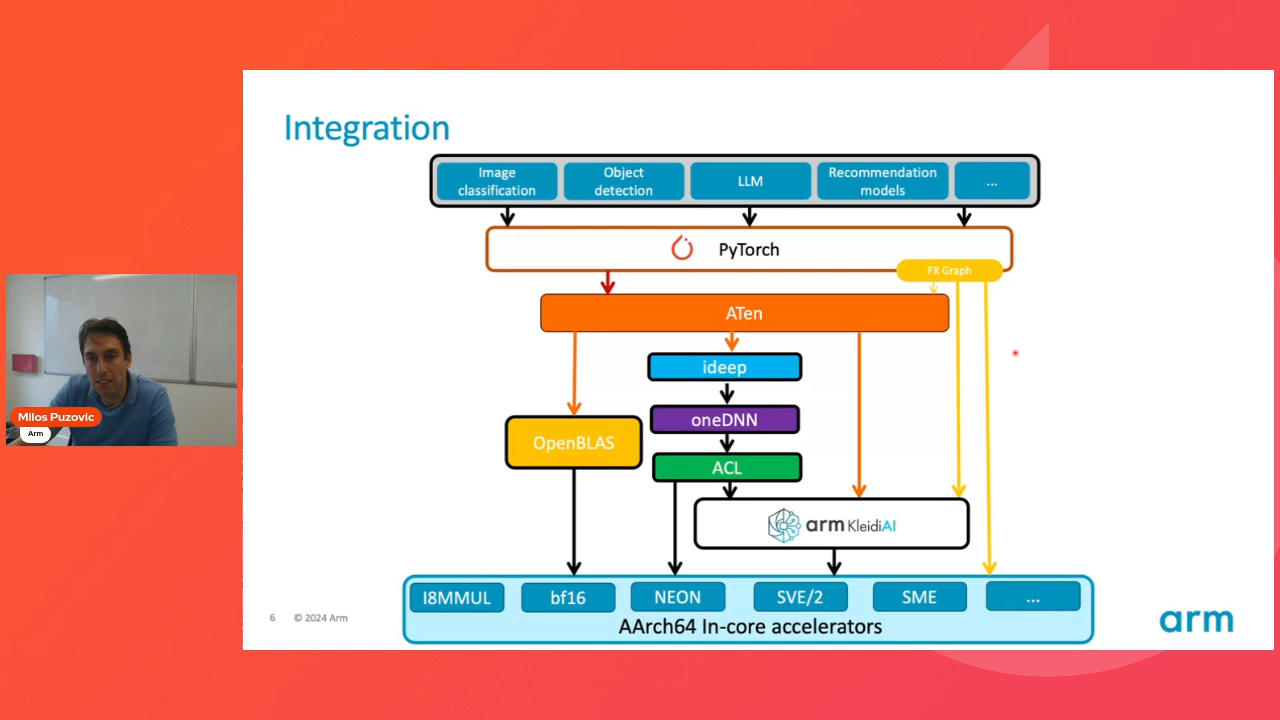 Integration
Image
classification
Object
detection
LLM
Recommendation
models
...
PyTorch
FX Graph
ATen
ideep
oneDNN
OpenBLAS
ACL
arm KleidiAI
I8MMUL
bf16
NEON
SVE/2
SME
...
AArch64 In-core accelerators
6 © 2024 Arm
arm
Milos Puzovic
Arm